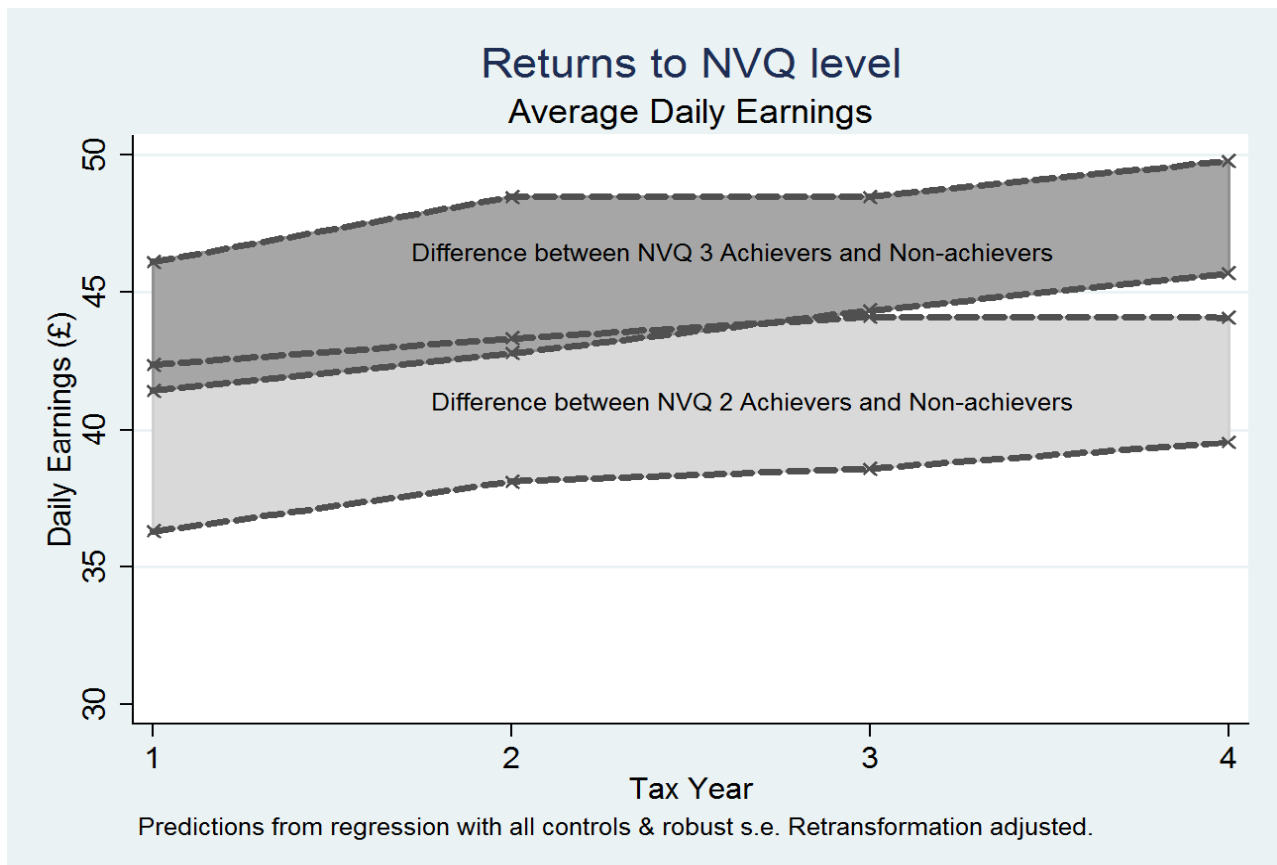 Returns to NVQ level
Average Daily Earnings
Daily Earnings (£)
50
45
40
35
30
Difference between NVQ 3 Achievers and Non-achievers
Difference between NVQ 2 Achievers and Non-achievers
1 2 3 4
Tax Year
Predictions from regression with all controls & robust s.e. Retransformation adjusted.